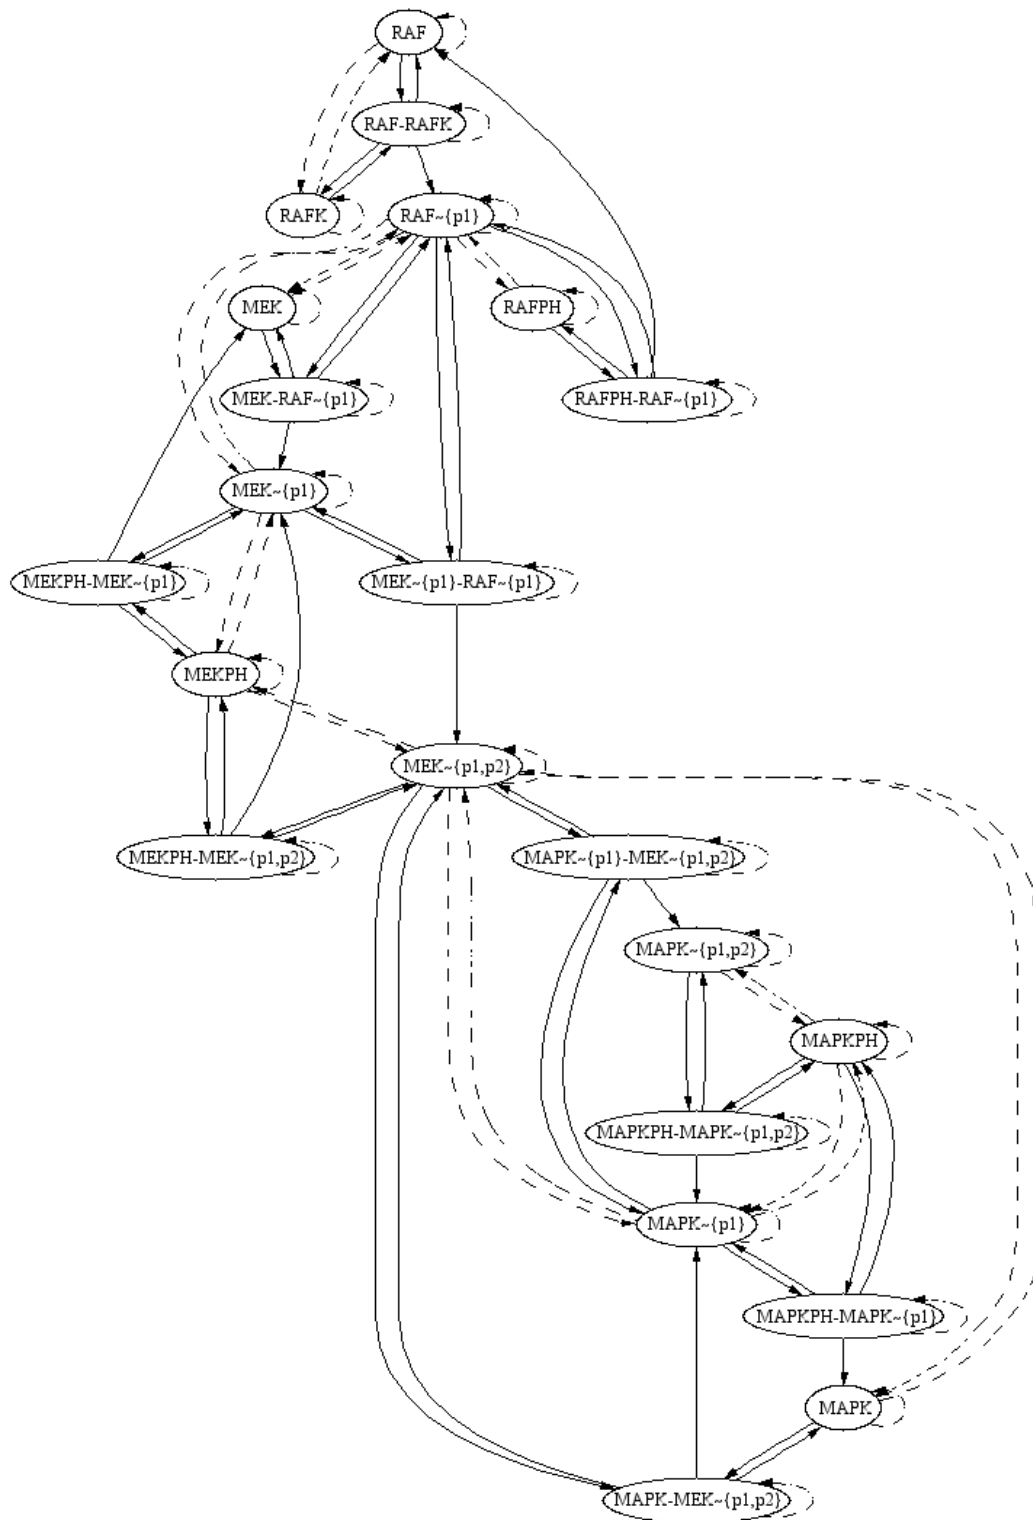 RAF
RAF-RAFK
RAFK
RAF~{p1}
MEK
RAFPH
MEK-RAF~{p1}
RAFPH-RAF~{p1}
MEK~{p1}
MEKPH-MEK~{p1}
MEK~{p1}-RAF~{p1}
MEKPH
MEK~{p1,p2}
MEKPH-MEK~{p1,p2}
MAPK~{p1}-MEK~{p1,p2}
MAPK~{p1,p2}
MAPKPH
MAPKPH-MAPK~{p1,p2}
MAPK~{p1}
MAPKPH-MAPK~{p1}
MAPK
MAPK-MEK~{p1,p2}